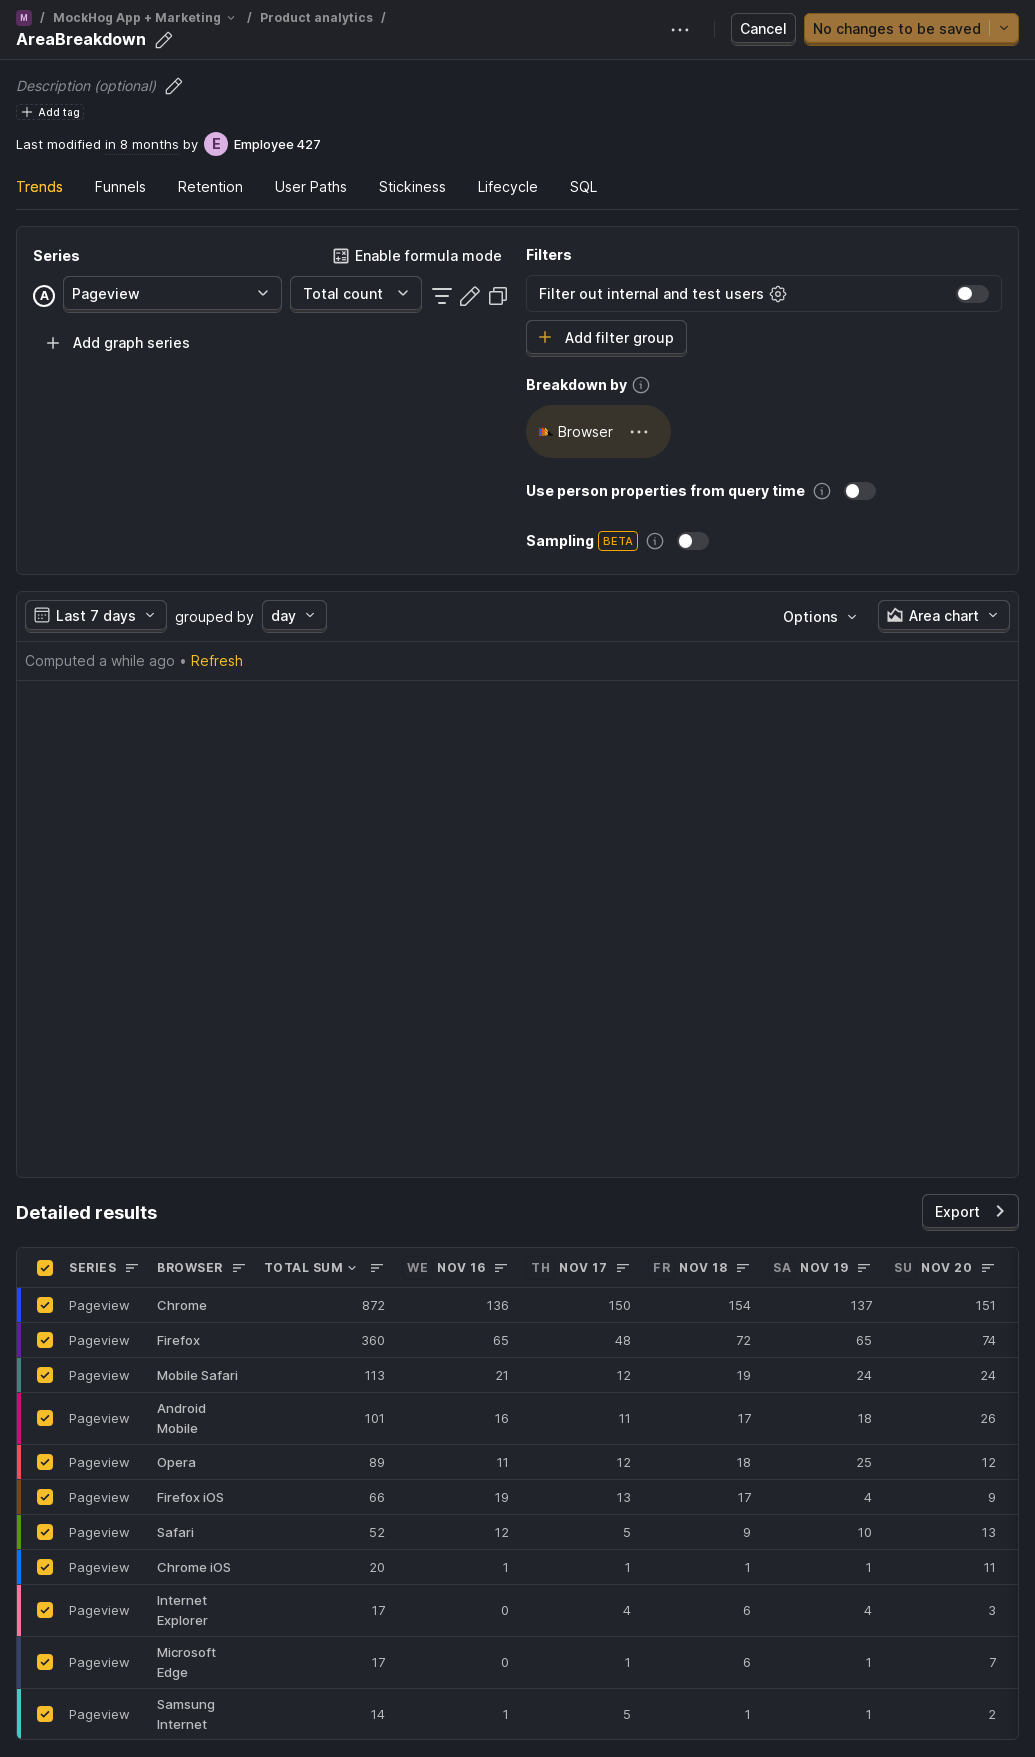 M / MockHog App + Marketing / Product analytics /
AreaBreakdown
Cancel
No changes to be saved
Description (optional)
Add tag
Last modified in 8 months by E Employee 427
Trends Funnels Retention User Paths Stickiness Lifecycle SQL
Series
Enable formula mode
A Pageview Total count
Add graph series
Filters
Filter out internal and test users
Add filter group
Breakdown by
Browser
Use person properties from query time
Sampling BETA
Last 7 days grouped by day Options Area chart
Computed a while ago • Refresh
Detailed results
Export
SERIES BROWSER TOTAL SUM WE NOV 16 TH NOV 17 FR NOV 18 SA NOV 19 SU NOV 20
Pageview Chrome 872 136 150 154 137 151
Pageview Firefox 360 65 48 72 65 74
Pageview Mobile Safari 113 21 12 19 24 24
Pageview Android Mobile 101 16 11 17 18 26
Pageview Opera 89 11 12 18 25 12
Pageview Firefox iOS 66 19 13 17 4 9
Pageview Safari 52 12 5 9 10 13
Pageview Chrome iOS 20 1 1 1 1 11
Pageview Internet Explorer 17 0 4 6 4 3
Pageview Microsoft Edge 17 0 1 6 1 7
Pageview Samsung Internet 14 1 5 1 1 2